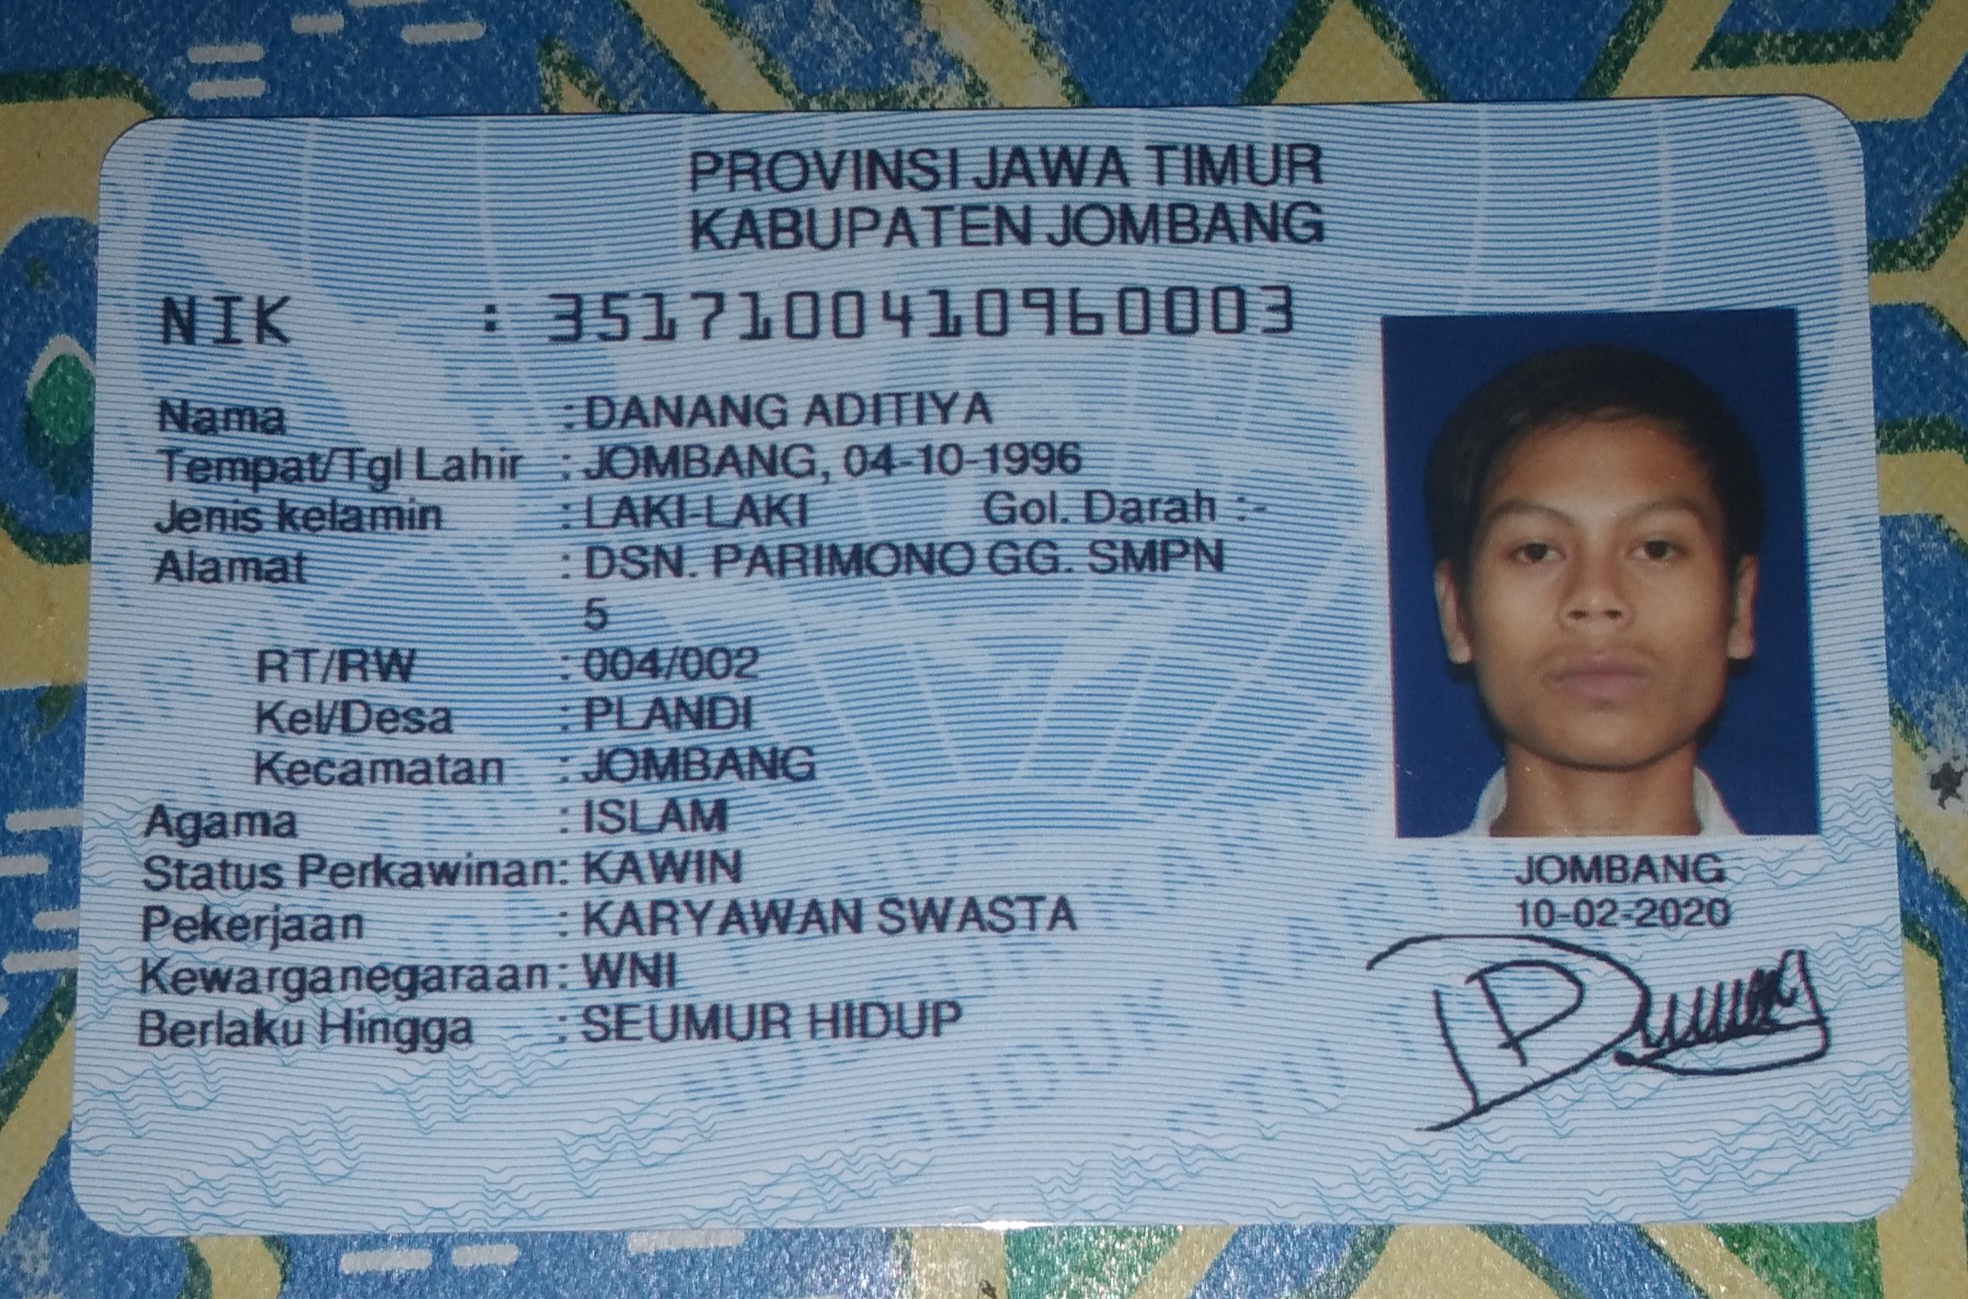 PROVINSI JAWA TIMUR
KABUPATEN JOMBANG
NIK : 3517100410960003
Nama : DANANG ADITIYA
Tempat/Tgl Lahir : JOMBANG, 04-10-1996
Jenis kelamin : LAKI-LAKI Gol. Darah :-
Alamat : DSN. PARIMONO GG. SMPN
5
RT/RW : 004/002
Kel/Desa : PLANDI
Kecamatan : JOMBANG
Agama : ISLAM
Status Perkawinan: KAWIN
Pekerjaan : KARYAWAN SWASTA
Kewarganegaraan: WNI
Berlaku Hingga : SEUMUR HIDUP
JOMBANG
10-02-2020